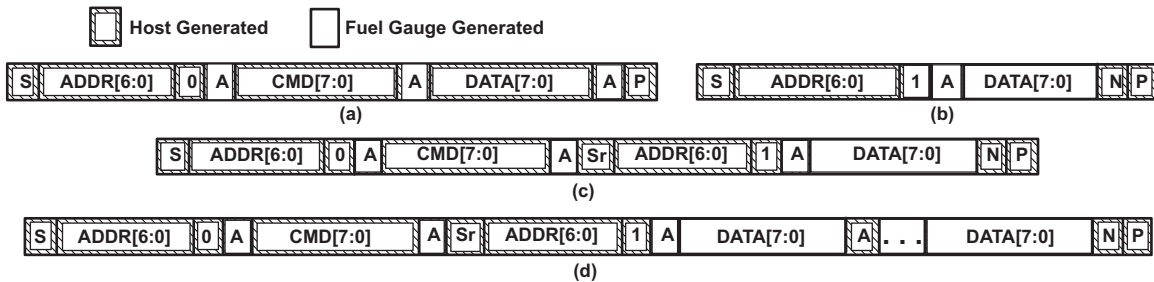 Host Generated Fuel Gauge Generated
S ADDR[6:0] 0 A CMD[7:0] A DATA[7:0] A P S ADDR[6:0] 1 A DATA[7:0] N P
(a) (b)
S ADDR[6:0] 0 A CMD[7:0] A Sr ADDR[6:0] 1 A DATA[7:0] N P
(c)
S ADDR[6:0] 0 A CMD[7:0] A Sr ADDR[6:0] 1 A DATA[7:0] A ... DATA[7:0] N P
(d)